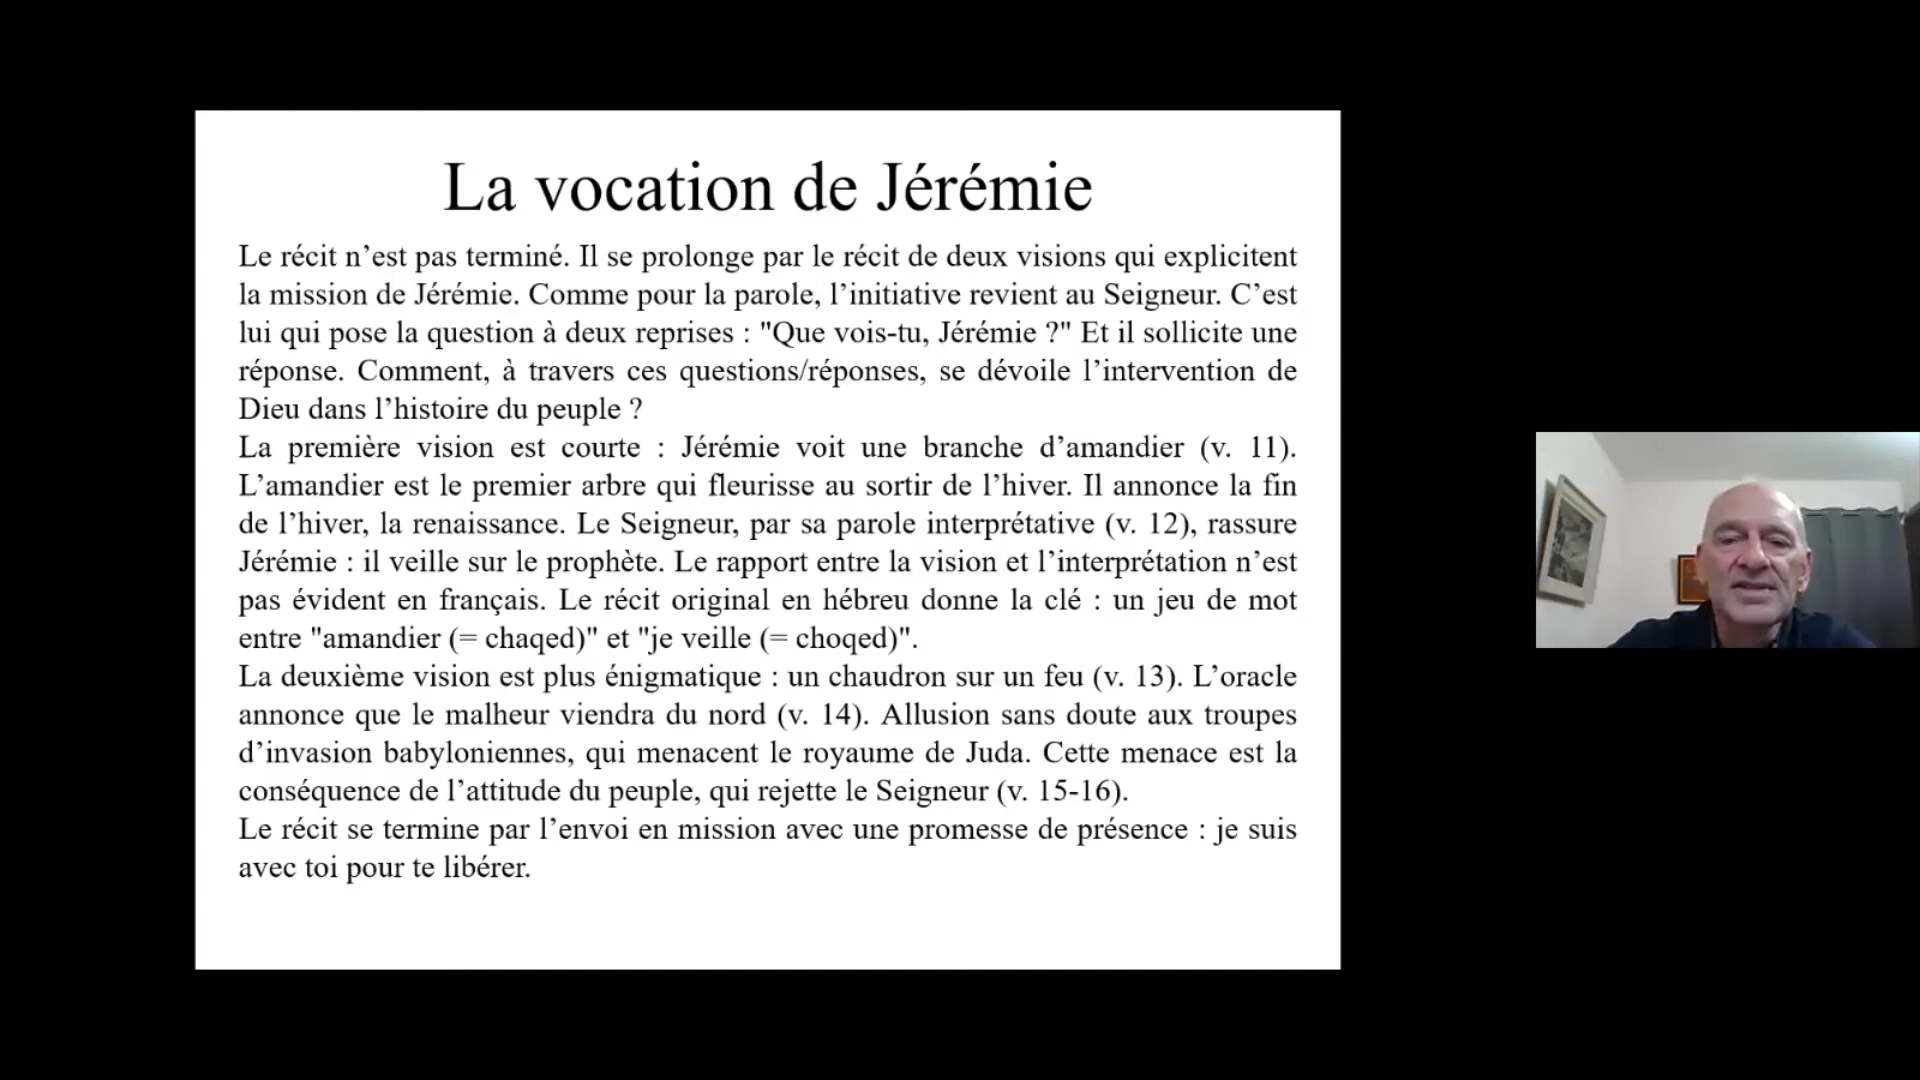 La vocation de Jérémie
Le récit n’est pas terminé. Il se prolonge par le récit de deux visions qui explicitent
la mission de Jérémie. Comme pour la parole, l’initiative revient au Seigneur. C’est
lui qui pose la question à deux reprises : "Que vois-tu, Jérémie ?" Et il sollicite une
réponse. Comment, à travers ces questions/réponses, se dévoile l’intervention de
Dieu dans l’histoire du peuple ?
La première vision est courte : Jérémie voit une branche d’amandier (v. 11).
L’amandier est le premier arbre qui fleurisse au sortir de l’hiver. Il annonce la fin
de l’hiver, la renaissance. Le Seigneur, par sa parole interprétative (v. 12), rassure
Jérémie : il veille sur le prophète. Le rapport entre la vision et l’interprétation n’est
pas évident en français. Le récit original en hébreu donne la clé : un jeu de mot
entre "amandier (= chaqed)" et "je veille (= choqed)".
La deuxième vision est plus énigmatique : un chaudron sur un feu (v. 13). L’oracle
annonce que le malheur viendra du nord (v. 14). Allusion sans doute aux troupes
d’invasion babyloniennes, qui menacent le royaume de Juda. Cette menace est la
conséquence de l’attitude du peuple, qui rejette le Seigneur (v. 15-16).
Le récit se termine par l’envoi en mission avec une promesse de présence : je suis
avec toi pour te libérer.